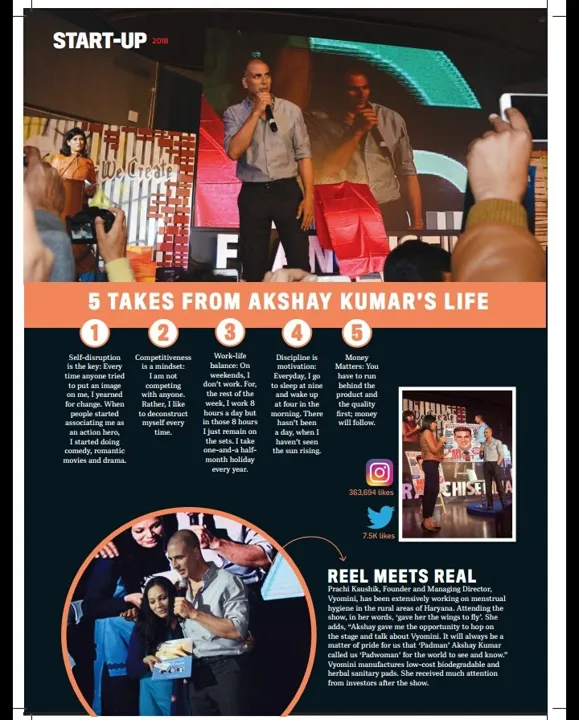 START-UP 2018
We Create
5 TAKES FROM AKSHAY KUMAR'S LIFE
1
Self-disruption
is the key: Every
time anyone tried
to put an image
on me, I yearned
for change. When
people started
associating me as
an action hero,
I started doing
comedy, romantic
movies and drama.
2
Competitiveness
is a mindset:
I am not
competing
with anyone.
Rather, I like
to deconstruct
myself every
time.
3
Work-life
balance: On
weekends, I
don't work. For,
the rest of the
week, I work 8
hours a day but
in those 8 hours
I just remain on
the sets. I take
one-and-a half-
month holiday
every year.
4
Discipline is
motivation:
Everyday, I go
to sleep at nine
and wake up
at four in the
morning. There
hasn't been
a day, when I
haven't seen
the sun rising.
5
Money
Matters: You
have to run
behind the
product and
the quality
first; money
will follow.
363,694 likes
7.5K likes
REEL MEETS REAL
Prachi Kaushik, Founder and Managing Director,
Vyomini, has been extensively working on menstrual
hygiene in the rural areas of Haryana. Attending the
show, in her words, 'gave her the wings to fly'. She
adds, "Akshay gave me the opportunity to hop on
the stage and talk about Vyomini. It will always be a
matter of pride for us that 'Padman' Akshay Kumar
called us 'Padwoman' for the world to see and know."
Vyomini manufactures low-cost biodegradable and
herbal sanitary pads. She received much attention
from investors after the show.